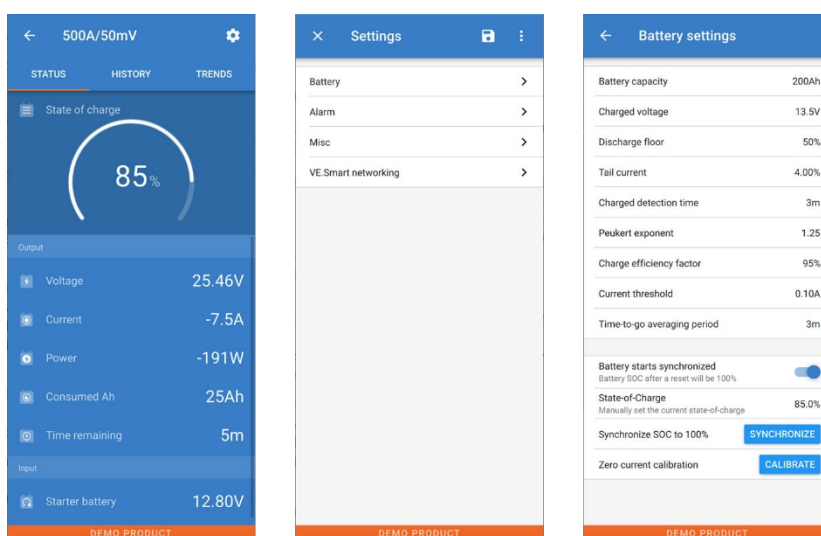 500A/50mV
STATUS HISTORY TRENDS
State of charge
85%
Output
Voltage 25.46V
Current -7.5A
Power -191W
Consumed Ah 25Ah
Time remaining 5m
Input
Starter battery 12.80V
DEMO PRODUCT
Settings
Battery
Alarm
Misc
VE.Smart networking
DEMO PRODUCT
Battery settings
Battery capacity 200Ah
Charged voltage 13.5V
Discharge floor 50%
Tail current 4.00%
Charged detection time 3m
Peukert exponent 1.25
Charge efficiency factor 95%
Current threshold 0.10A
Time-to-go averaging period 3m
Battery starts synchronized
Battery SOC after a reset will be 100%
State-of-Charge 85.0%
Manually set the current state-of-charge
Synchronize SOC to 100% SYNCHRONIZE
Zero current calibration CALIBRATE
DEMO PRODUCT